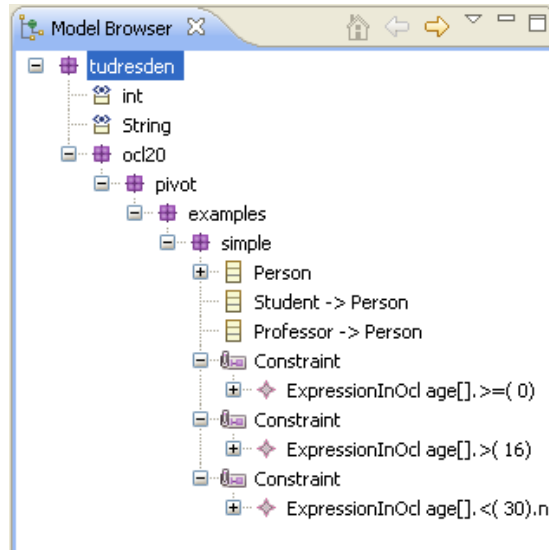 Model Browser
tudresden
int
String
ocl20
pivot
examples
simple
Person
Student -> Person
Professor -> Person
Constraint
ExpressionInOcl age[].>=( 0)
Constraint
ExpressionInOcl age[].>( 16)
Constraint
ExpressionInOcl age[].<( 30).n